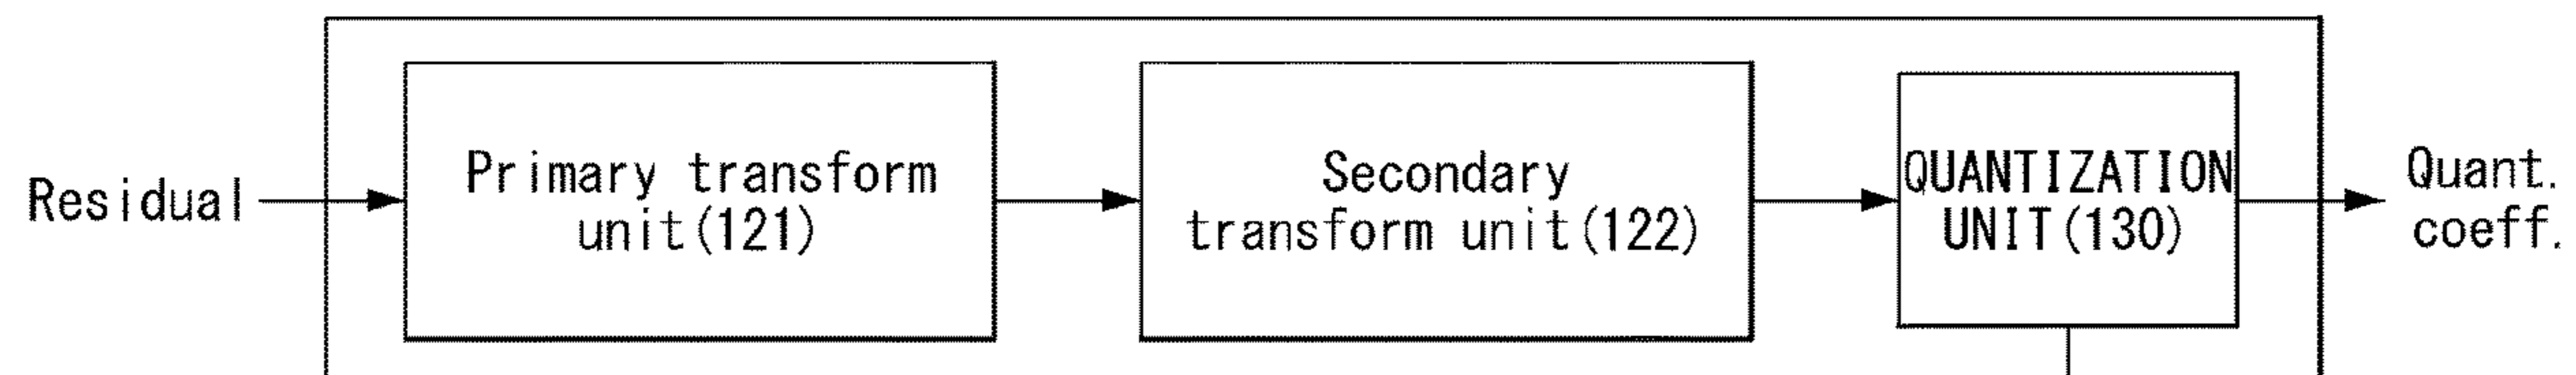 Residual
Primary transform
unit(121)
Secondary
transform unit(122)
QUANTIZATION
UNIT(130)
Quant.
coeff.